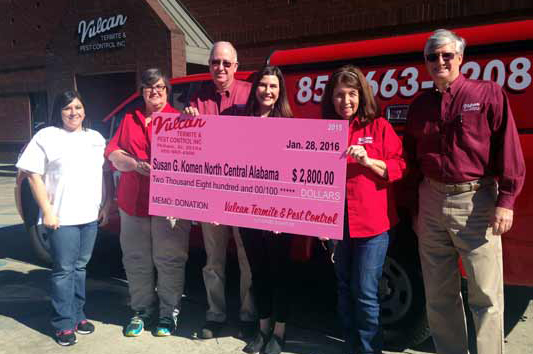 Vulcan
TERMITE &
PEST CONTROL INC
85 663- 208
Vulcan
TERMITE &
PEST CONTROL INC.
2015
Jan. 28, 2016
Susan G. Komen North Central Alabama $ 2,800.00
Two Thousand Eight hundred and 00/100 ***** DOLLARS
MEMO: DONATION
Vulcan Termite & Pest Control